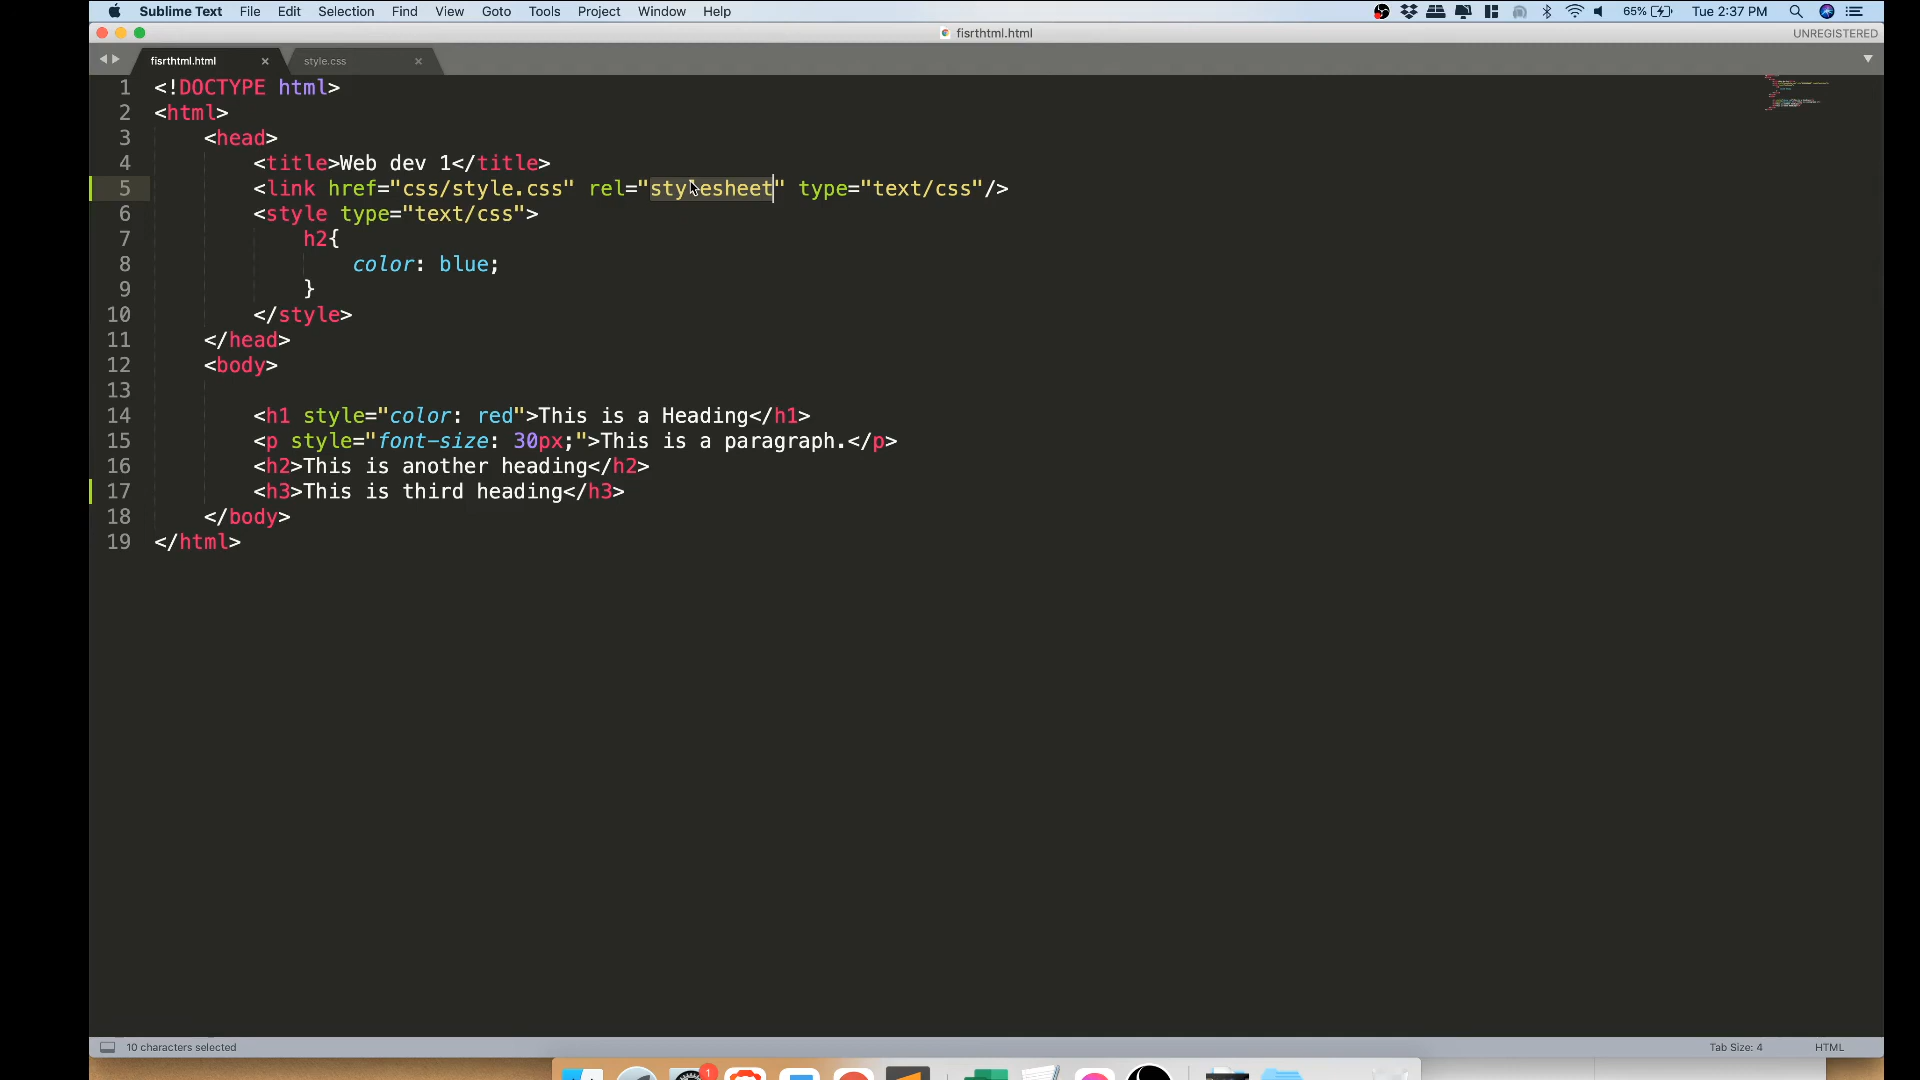 Sublime Text File Edit Selection Find View Goto Tools Project Window Help 65% Tue 2:37 PM
fisrthtml.html UNREGISTERED
fisrthtml.html style.css
1 <!DOCTYPE html>
2 <html>
3 <head>
4 <title>Web dev 1</title>
5 <link href="css/style.css" rel="stylesheet" type="text/css"/>
6 <style type="text/css">
7 h2{
8 color: blue;
9 }
10 </style>
11 </head>
12 <body>
13
14 <h1 style="color: red">This is a Heading</h1>
15 <p style="font-size: 30px;">This is a paragraph.</p>
16 <h2>This is another heading</h2>
17 <h3>This is third heading</h3>
18 </body>
19 </html>
10 characters selected Tab Size: 4 HTML
1